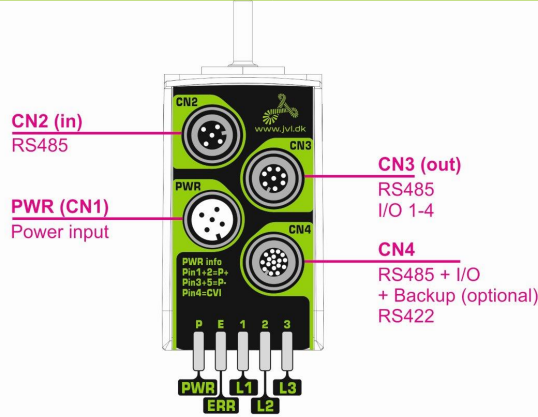 CN2 (in)
RS485
PWR (CN1)
Power input
CN2
www.jvl.dk
CN3
PWR
CN4
PWR info
Pin1+2=P+
Pin3+5=P-
Pin4=CVI
P E 1 2 3
PWR L1 L3
ERR L2
CN3 (out)
RS485
I/O 1-4
CN4
RS485 + I/O
+ Backup (optional)
RS422